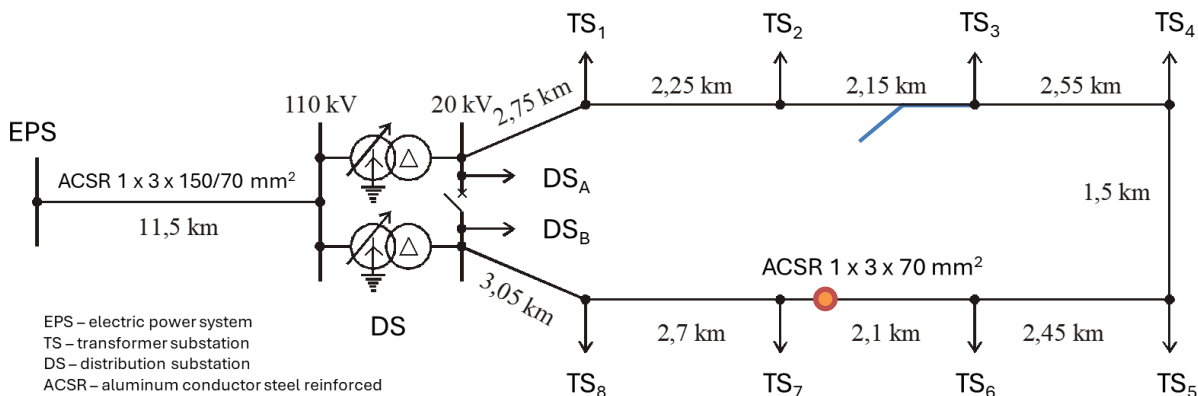 TS1
TS2
TS3
TS4
2,75 km
2,25 km
2,15 km
2,55 km
110 kV
20 kV
EPS
ACSR 1 x 3 x 150/70 mm²
11,5 km
DSA
DSB
1,5 km
ACSR 1 x 3 x 70 mm²
3,05 km
2,7 km
2,1 km
2,45 km
DS
EPS – electric power system
TS – transformer substation
DS – distribution substation
ACSR – aluminum conductor steel reinforced
TS8
TS7
TS6
TS5